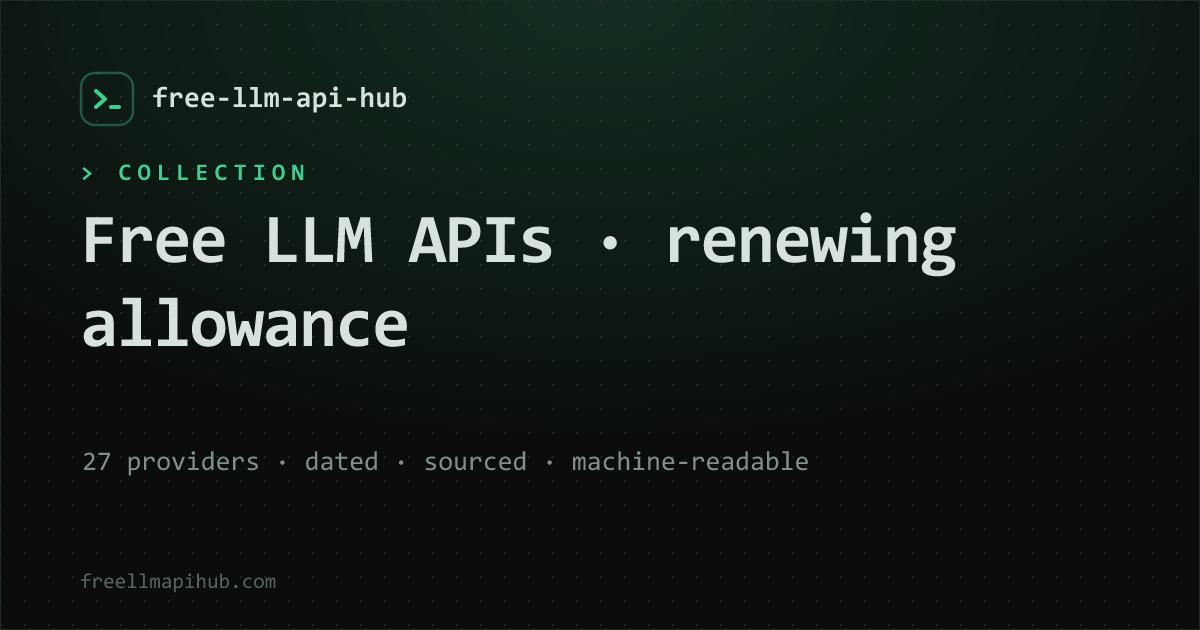 free-llm-api-hub
> COLLECTION
Free LLM APIs · renewing
allowance
27 providers · dated · sourced · machine-readable
freellmapihub.com